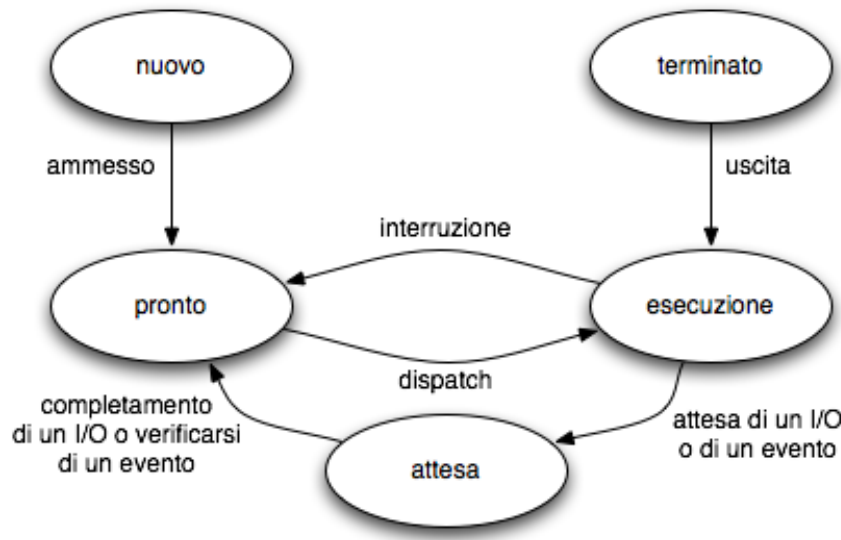 nuovo
terminato
ammesso
uscita
interruzione
pronto
esecuzione
dispatch
completamento
di un I/O o verificarsi
di un evento
attesa di un I/O
o di un evento
attesa